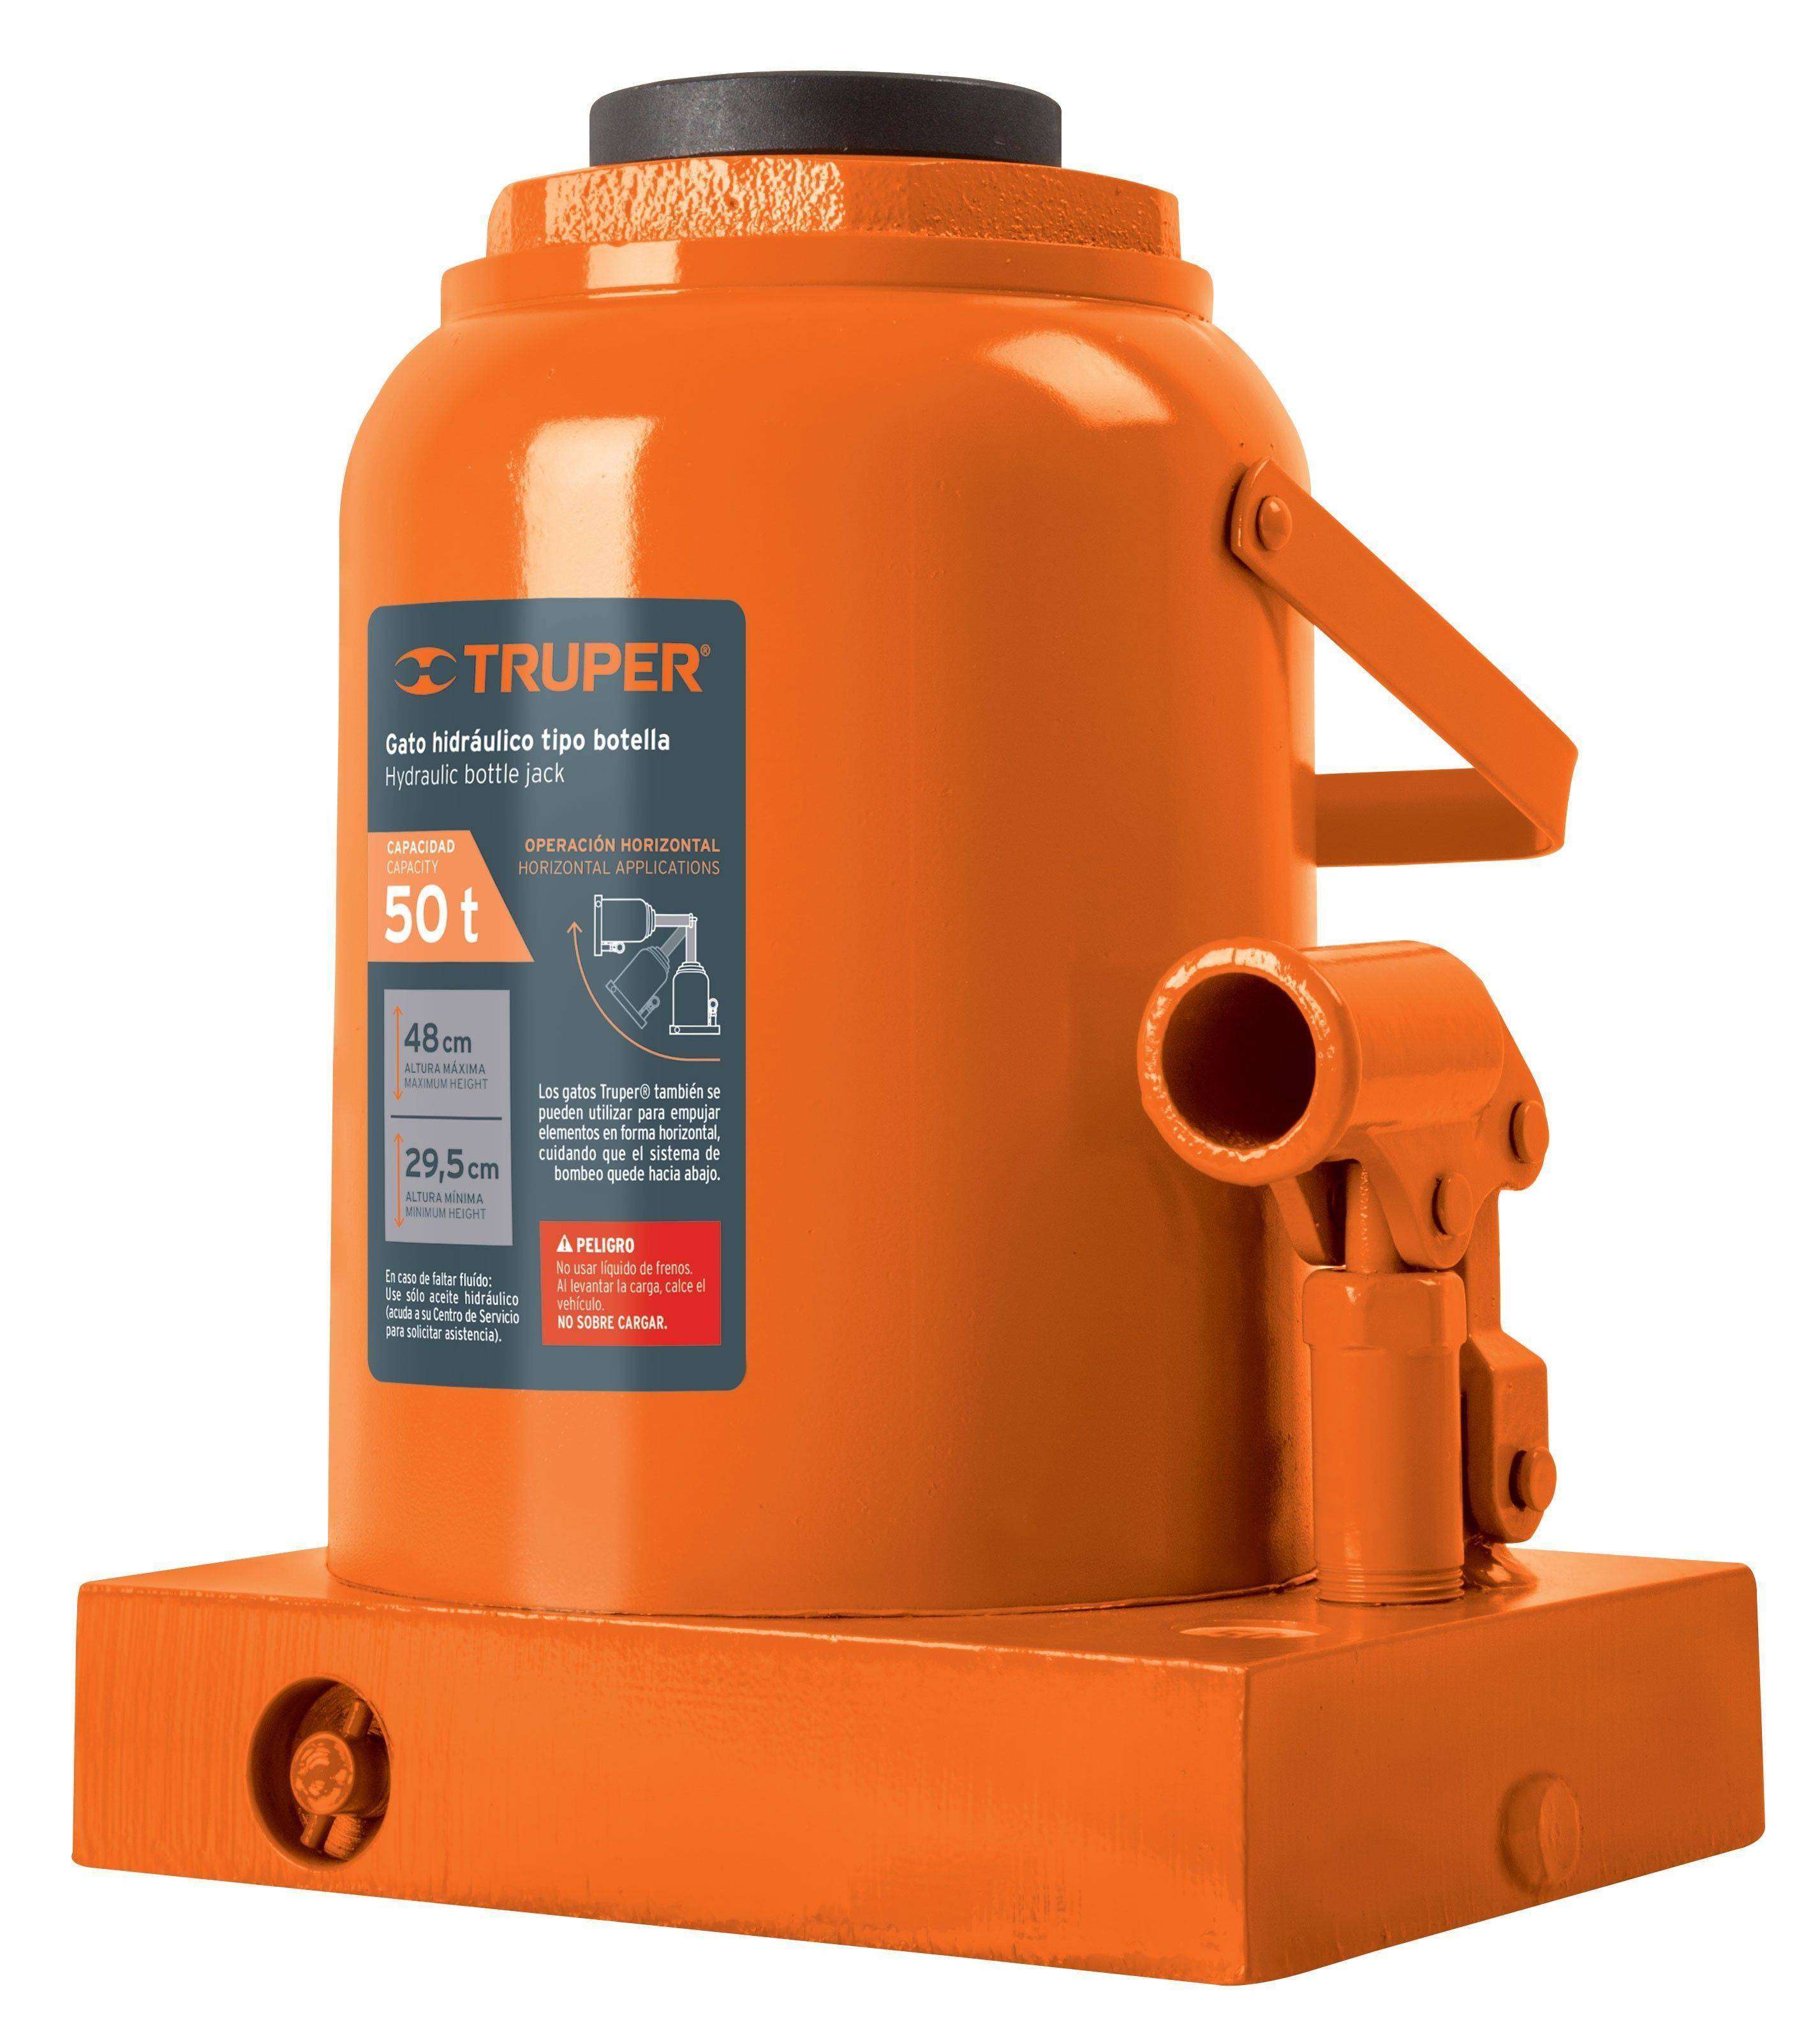 TRUPER®
Gato hidráulico tipo botella
Hydraulic bottle jack
CAPACIDAD
CAPACITY
50 t
OPERACIÓN HORIZONTAL
HORIZONTAL APPLICATIONS
48 cm
ALTURA MÁXIMA
MAXIMUM HEIGHT
29,5 cm
ALTURA MÍNIMA
MINIMUM HEIGHT
Los gatos Truper® también se
pueden utilizar para empujar
elementos en forma horizontal,
cuidando que el sistema de
bombeo quede hacia abajo.
En caso de faltar fluído:
Use sólo aceite hidráulico
(acuda a su Centro de Servicio
para solicitar asistencia).
PELIGRO
No usar líquido de frenos.
Al levantar la carga, calce el
vehículo.
NO SOBRE CARGAR.